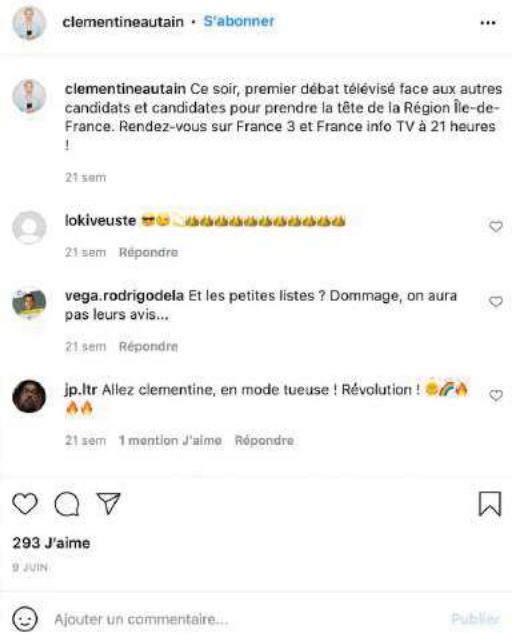 clementineautain • S'abonner
clementineautain Ce soir, premier débat télévisé face aux autres
candidats et candidates pour prendre la tête de la Région Île-de-
France. Rendez-vous sur France 3 et France info TV à 21 heures
!
21 sem
lokiveuste
21 sem Répondre
vega.rodrigodela Et les petites listes ? Dommage, on aura
pas leurs avis...
21 sem Répondre
jp.ltr Allez clementine, en mode tueuse ! Révolution !
21 sem 1 mention J'aime Répondre
293 J'aime
9 JUIN
Ajouter un commentaire... Publier